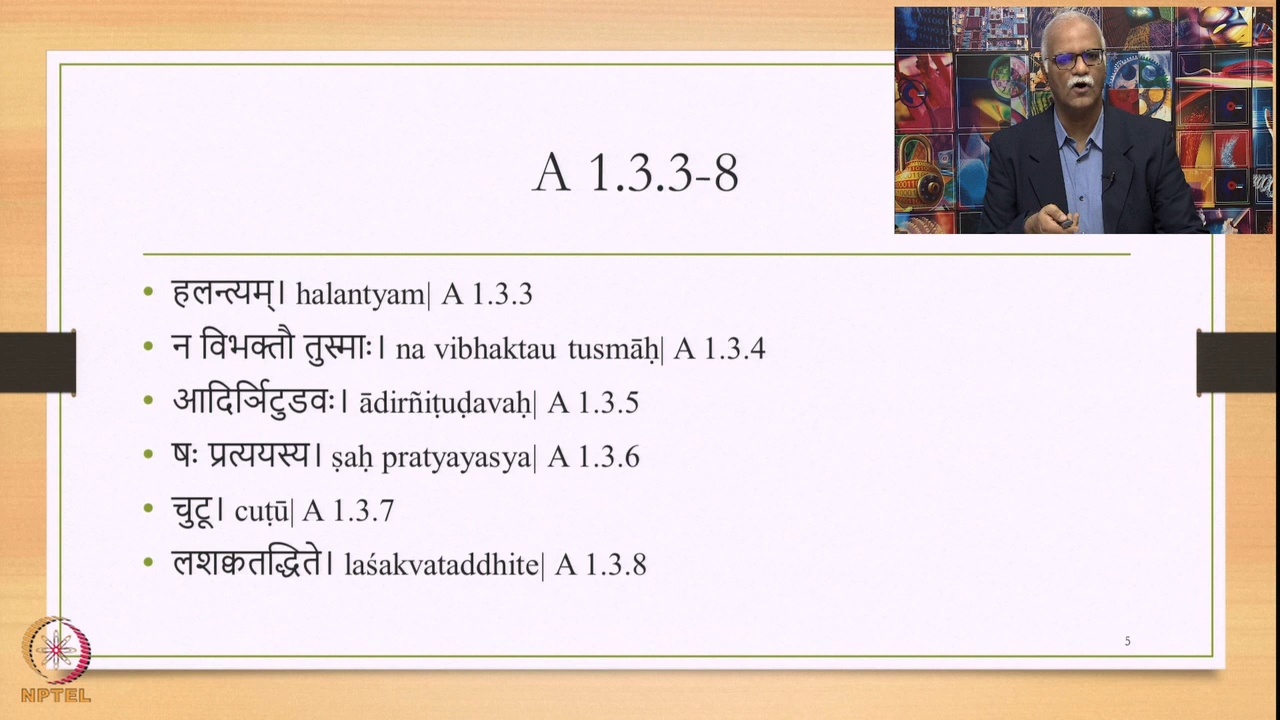 A 1.3.3-8
• हलन्त्यम्। halantyam| A 1.3.3
• न विभक्तौ तुस्माः। na vibhaktau tusmāḥ| A 1.3.4
• आदिर्ञिटुडवः। ādirñiṭuḍavaḥ| A 1.3.5
• षः प्रत्ययस्य। ṣaḥ pratyayasya| A 1.3.6
• चुटू। cuṭū| A 1.3.7
• लशक्वतद्धिते। laśakvataddhite| A 1.3.8
5
NPTEL